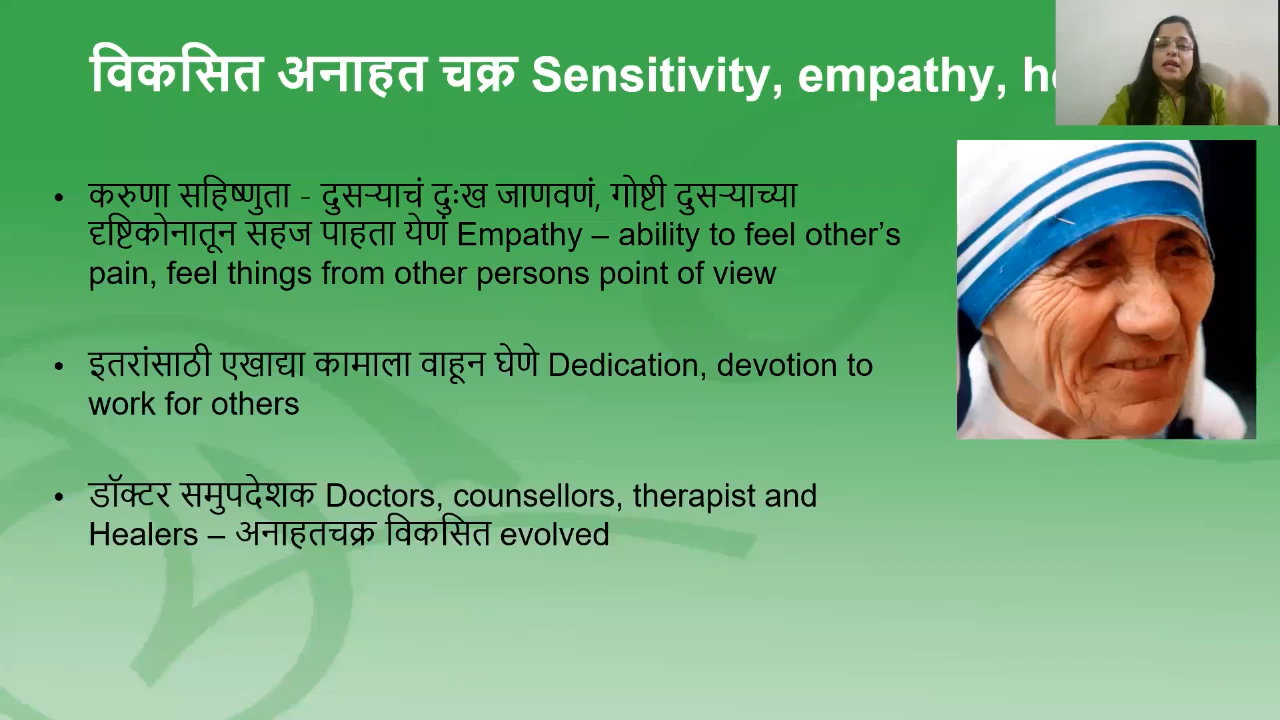 विकसित अनाहत चक्र Sensitivity, empathy,
• करुणा सहिष्णुता - दुसऱ्याचं दुःख जाणवणं, गोष्टी दुसऱ्याच्या
दृष्टिकोनातून सहज पाहता येणं Empathy – ability to feel other’s
pain, feel things from other persons point of view
• इतरांसाठी एखाद्या कामाला वाहून घेणे Dedication, devotion to
work for others
• डॉक्टर समुपदेशक Doctors, counsellors, therapist and
Healers – अनाहतचक्र विकसित evolved